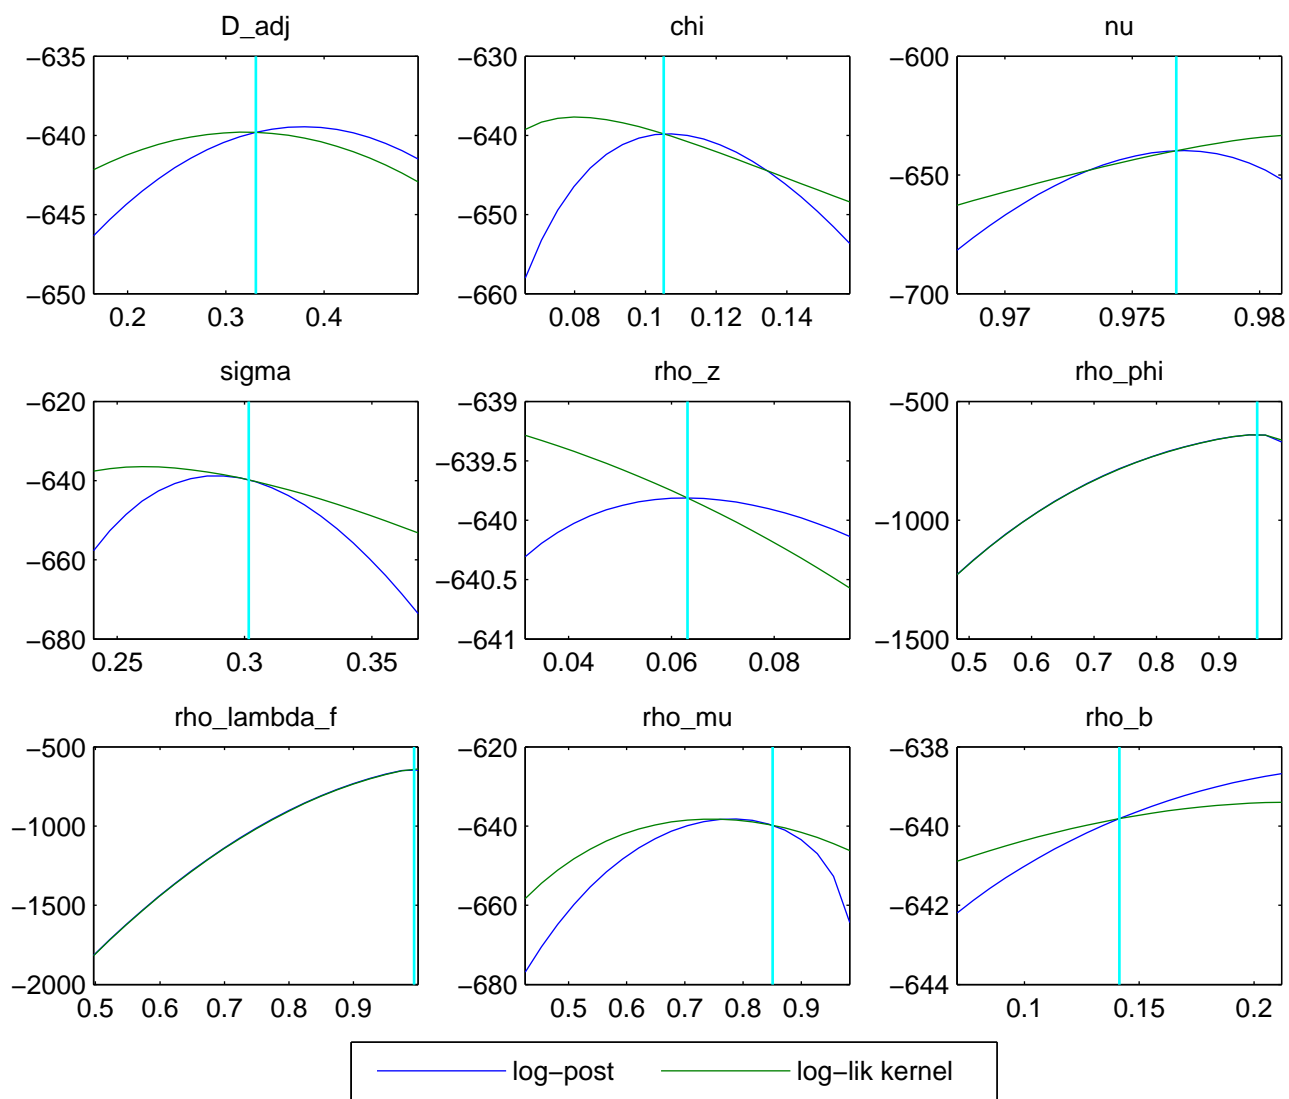 D_adj chi nu
−635 −630 −600
−640 −640 −650
−645 −650
−650 −660 −700
0.2 0.3 0.4 0.08 0.1 0.12 0.14 0.97 0.975 0.98
sigma rho_z rho_phi
−620 −639 −500
−640 −639.5 −1000
−660 −640
−640.5
−680 −641 −1500
0.25 0.3 0.35 0.04 0.06 0.08 0.5 0.6 0.7 0.8 0.9
rho_lambda_f rho_mu rho_b
−500 −620 −638
−1000 −640 −640
−1500 −660 −642
−2000 −680 −644
0.5 0.6 0.7 0.8 0.9 0.5 0.6 0.7 0.8 0.9 0.1 0.15 0.2
log−post log−lik kernel